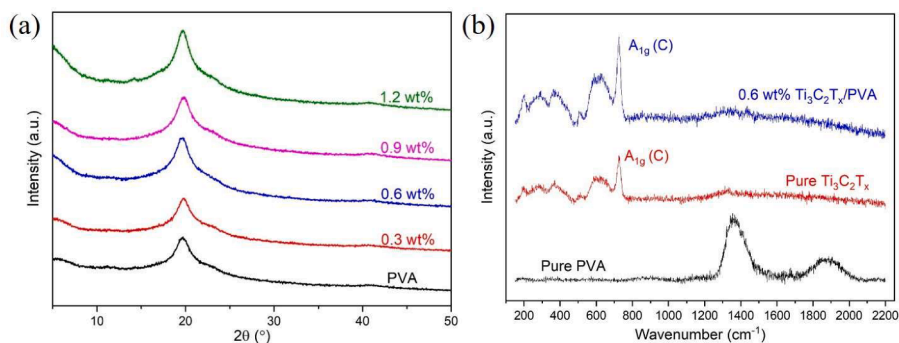 (a)
Intensity (a.u.)
1.2 wt%
0.9 wt%
0.6 wt%
0.3 wt%
PVA
10 20 30 40 50
2θ (°)
(b)
Intensity (a.u.)
A1g (C)
0.6 wt% Ti3C2Tx/PVA
A1g (C)
Pure Ti3C2Tx
Pure PVA
200 400 600 800 1000 1200 1400 1600 1800 2000 2200
Wavenumber (cm-1)